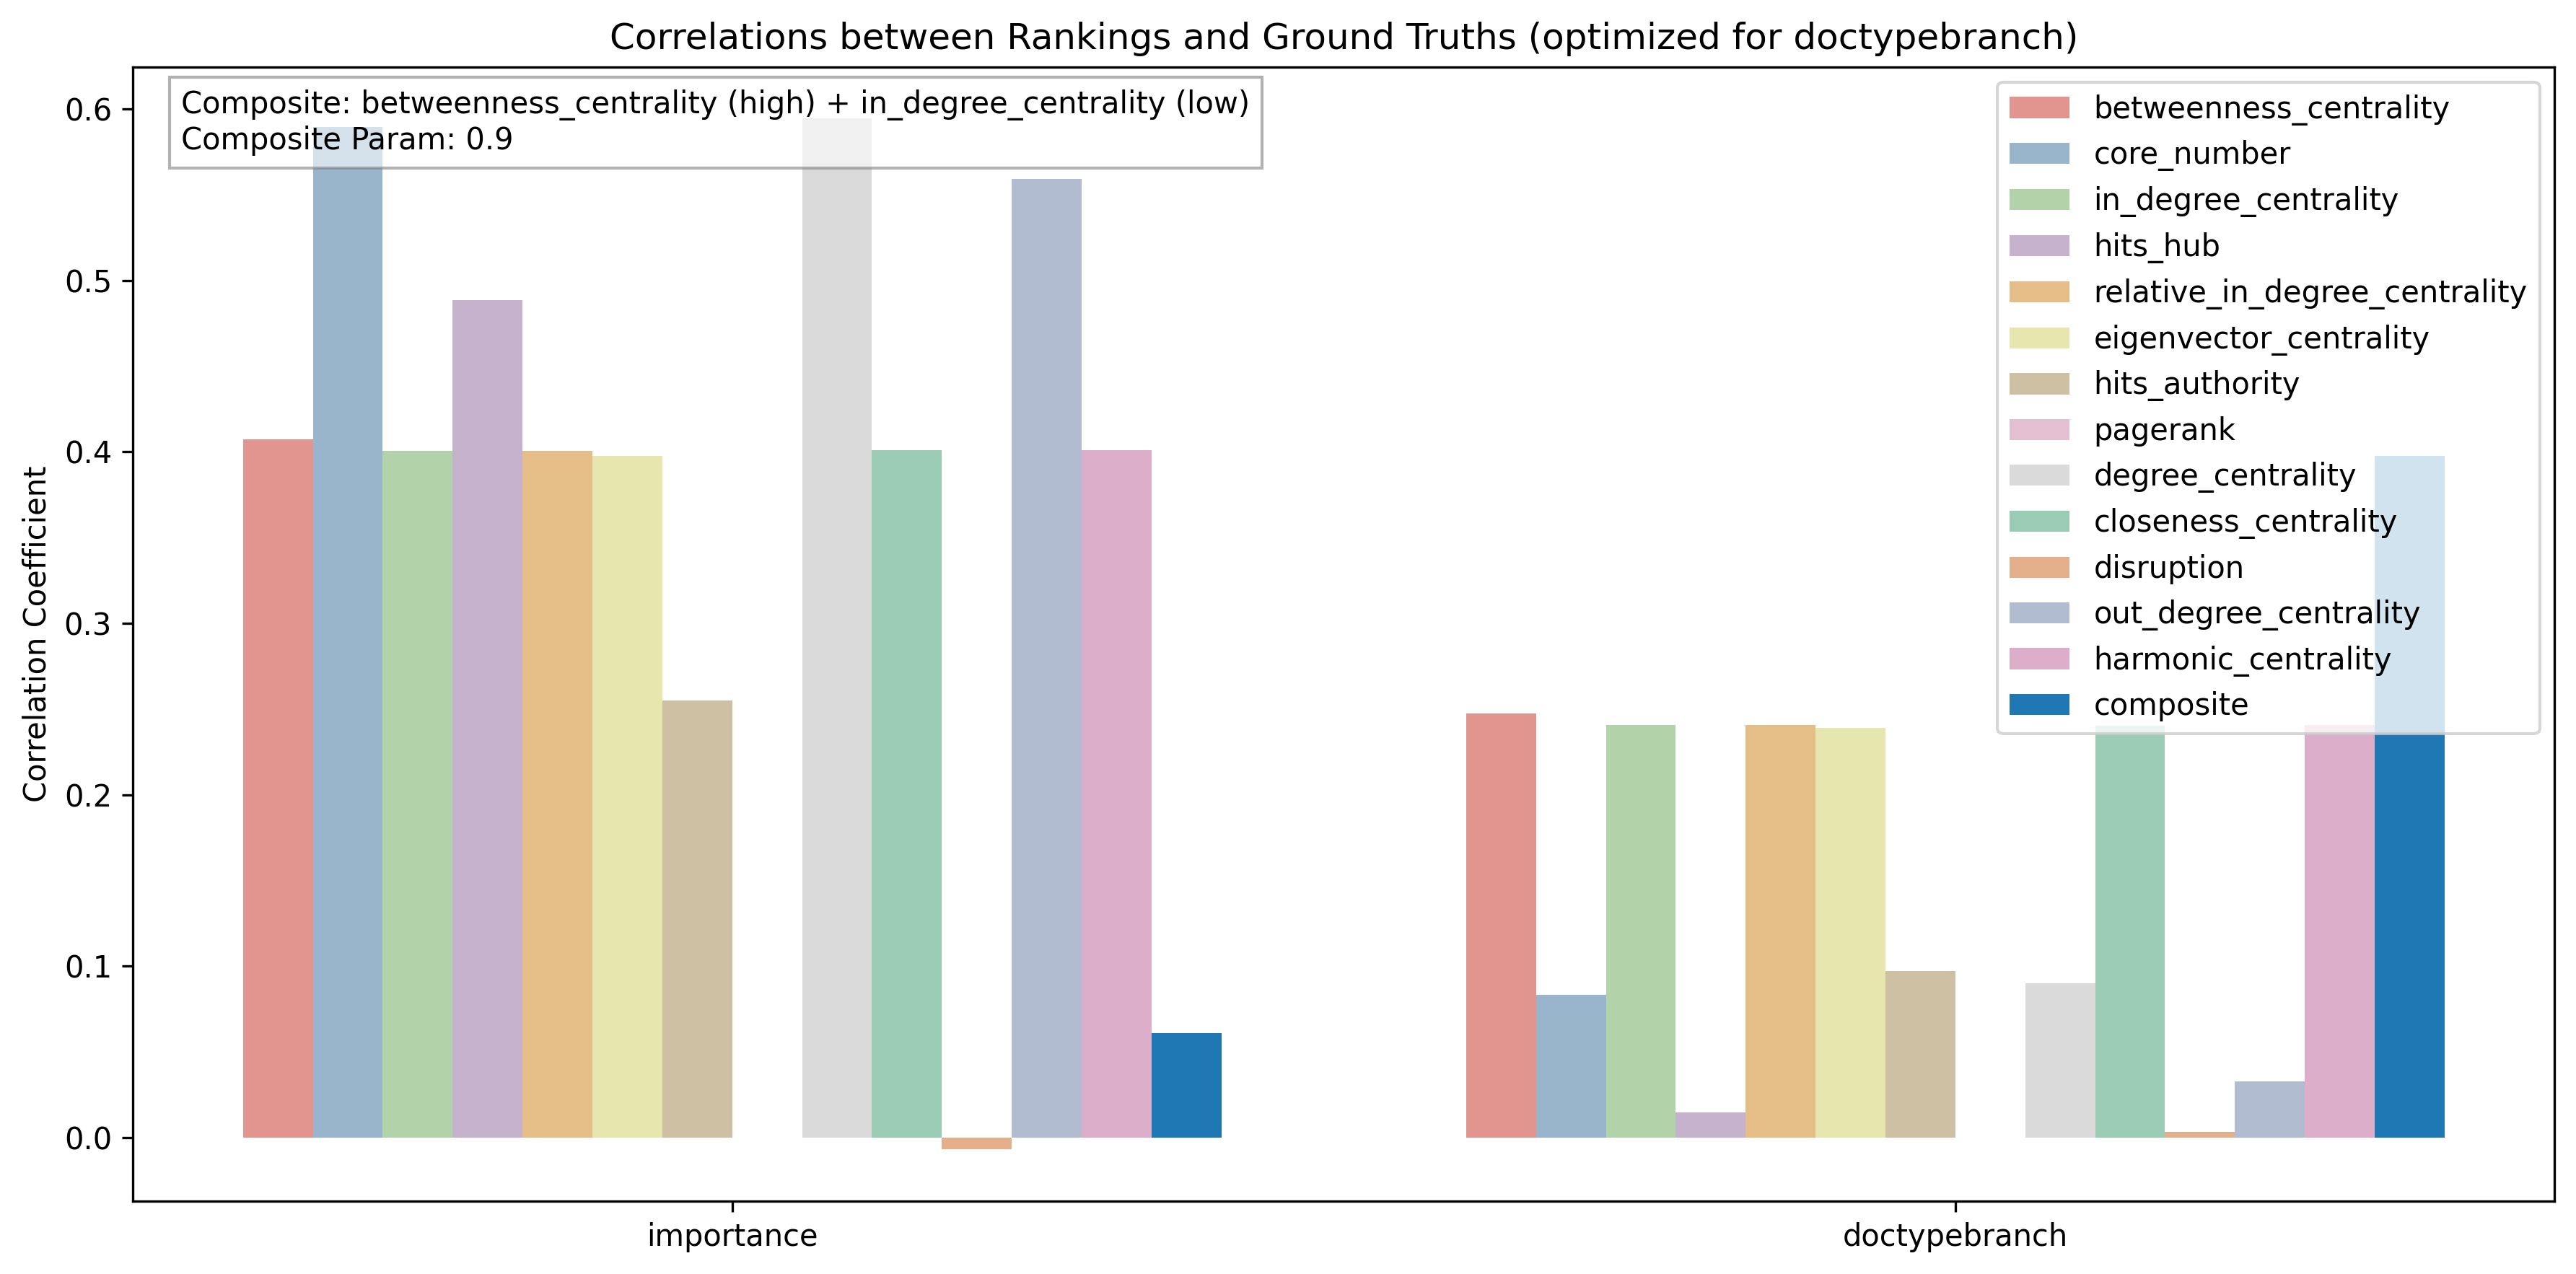 Correlations between Rankings and Ground Truths (optimized for doctypebranch)
Composite: betweenness_centrality (high) + in_degree_centrality (low)
Composite Param: 0.9
betweenness_centrality
core_number
in_degree_centrality
hits_hub
relative_in_degree_centrality
eigenvector_centrality
hits_authority
pagerank
degree_centrality
closeness_centrality
disruption
out_degree_centrality
harmonic_centrality
composite
Correlation Coefficient
0.6
0.5
0.4
0.3
0.2
0.1
0.0
importance
doctypebranch